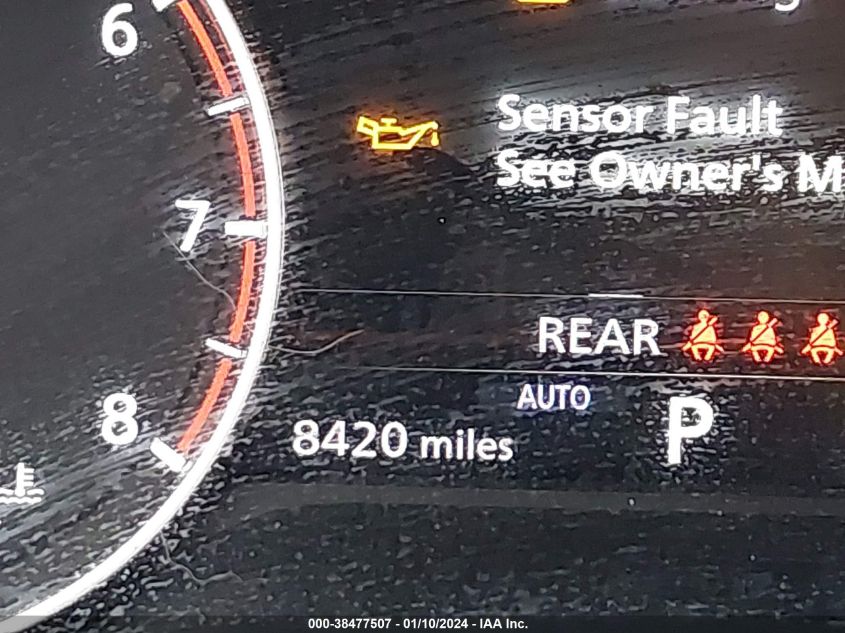 6
Sensor Fault
See Owner's M
7
REAR
AUTO
8
P
8420 miles
000-38477507 - 01/10/2024 - IAA Inc.